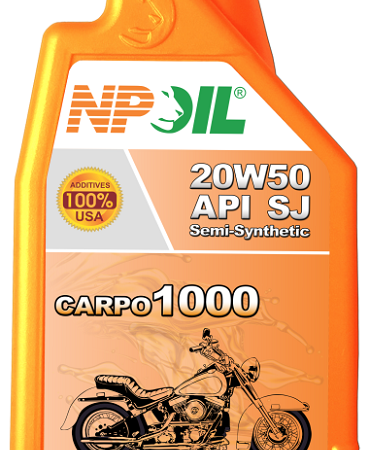 NPOIL®
20W50
API SJ
Semi-Synthetic
ADDITIVES
100%
USA
CARPO1000